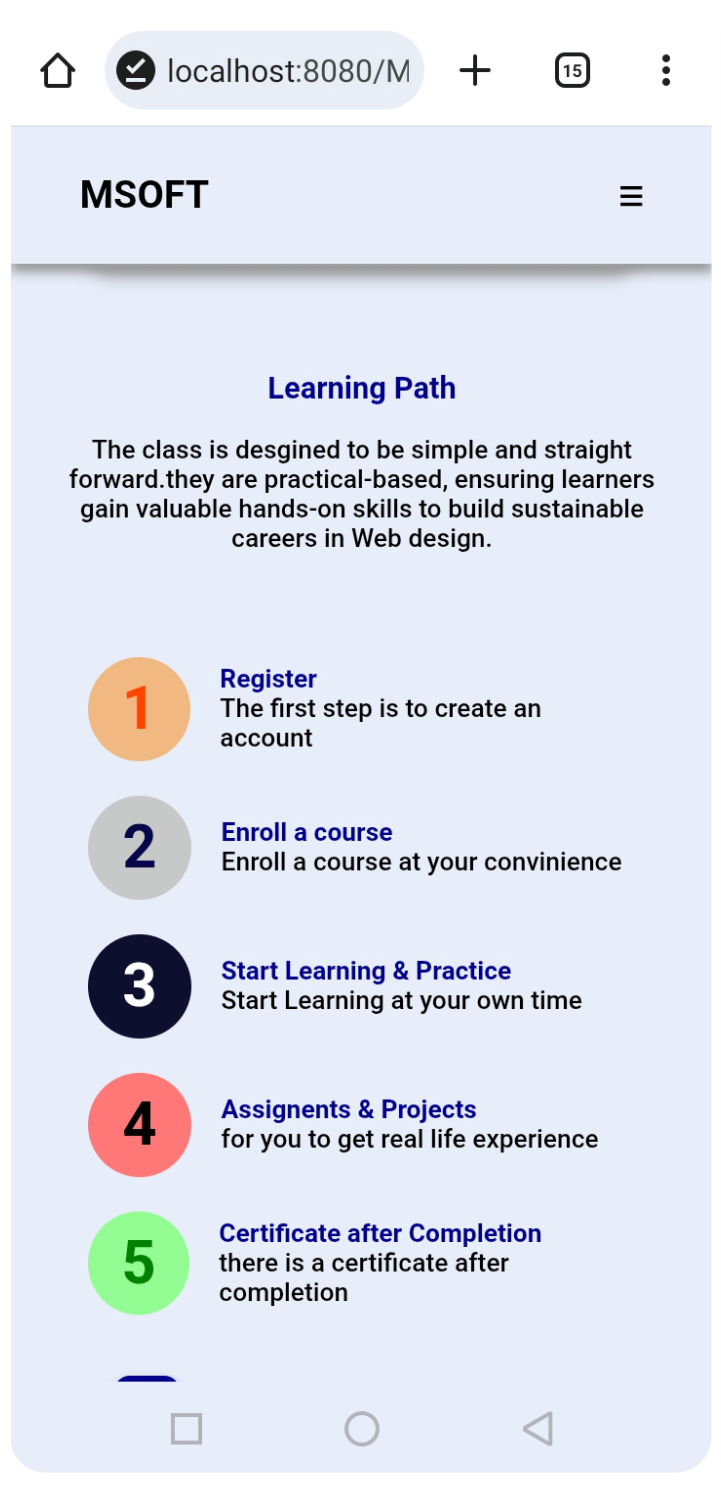 localhost:8080/M
15
MSOFT
Learning Path
The class is desgined to be simple and straight
forward.they are practical-based, ensuring learners
gain valuable hands-on skills to build sustainable
careers in Web design.
1
Register
The first step is to create an
account
2
Enroll a course
Enroll a course at your convinience
3
Start Learning & Practice
Start Learning at your own time
4
Assignents & Projects
for you to get real life experience
5
Certificate after Completion
there is a certificate after
completion